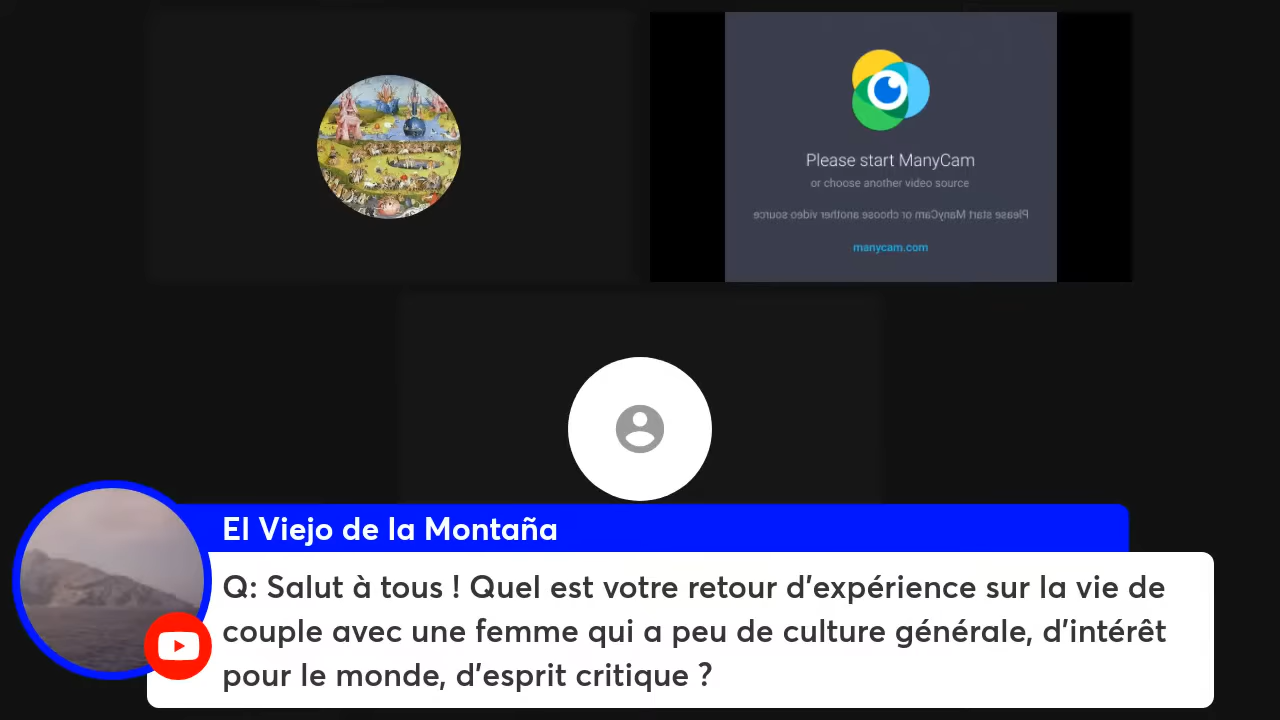 Please start ManyCam
or choose another video source
Please start ManyCam or choose another video source
manycam.com
El Viejo de la Montaña
Q: Salut à tous ! Quel est votre retour d'expérience sur la vie de
couple avec une femme qui a peu de culture générale, d'intérêt
pour le monde, d'esprit critique ?